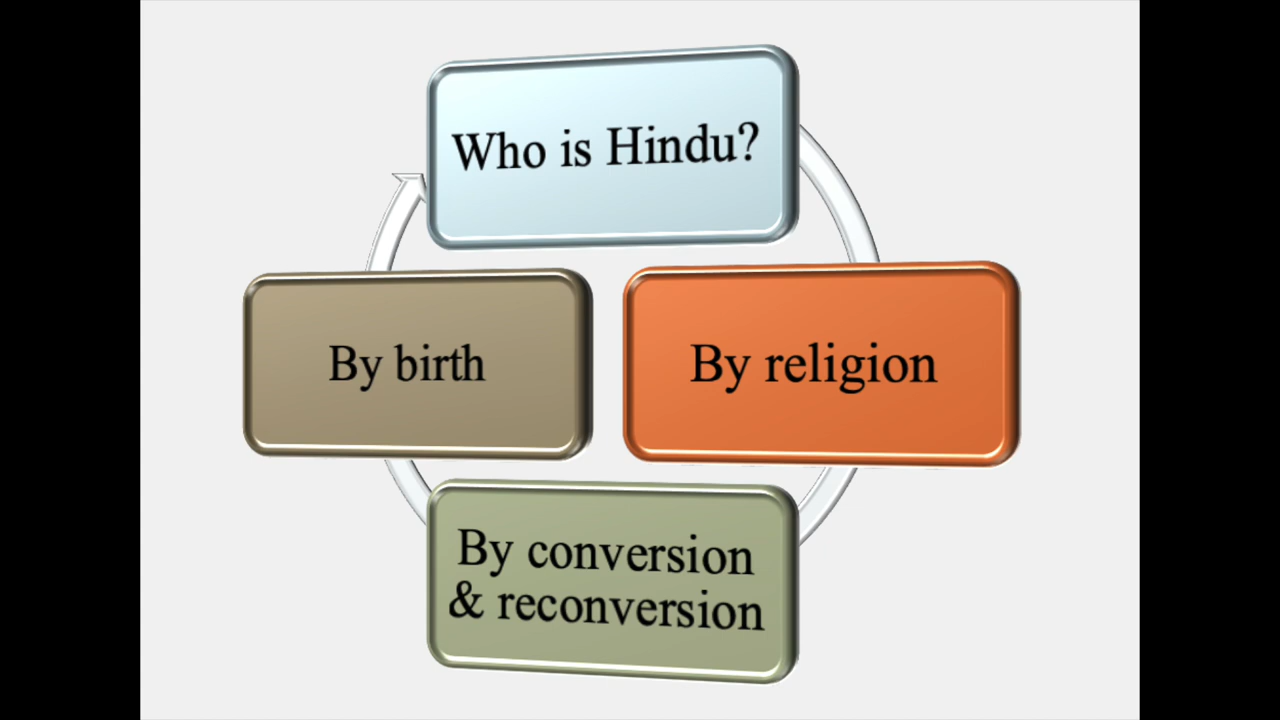 Who is Hindu?
By birth
By religion
By conversion
& reconversion